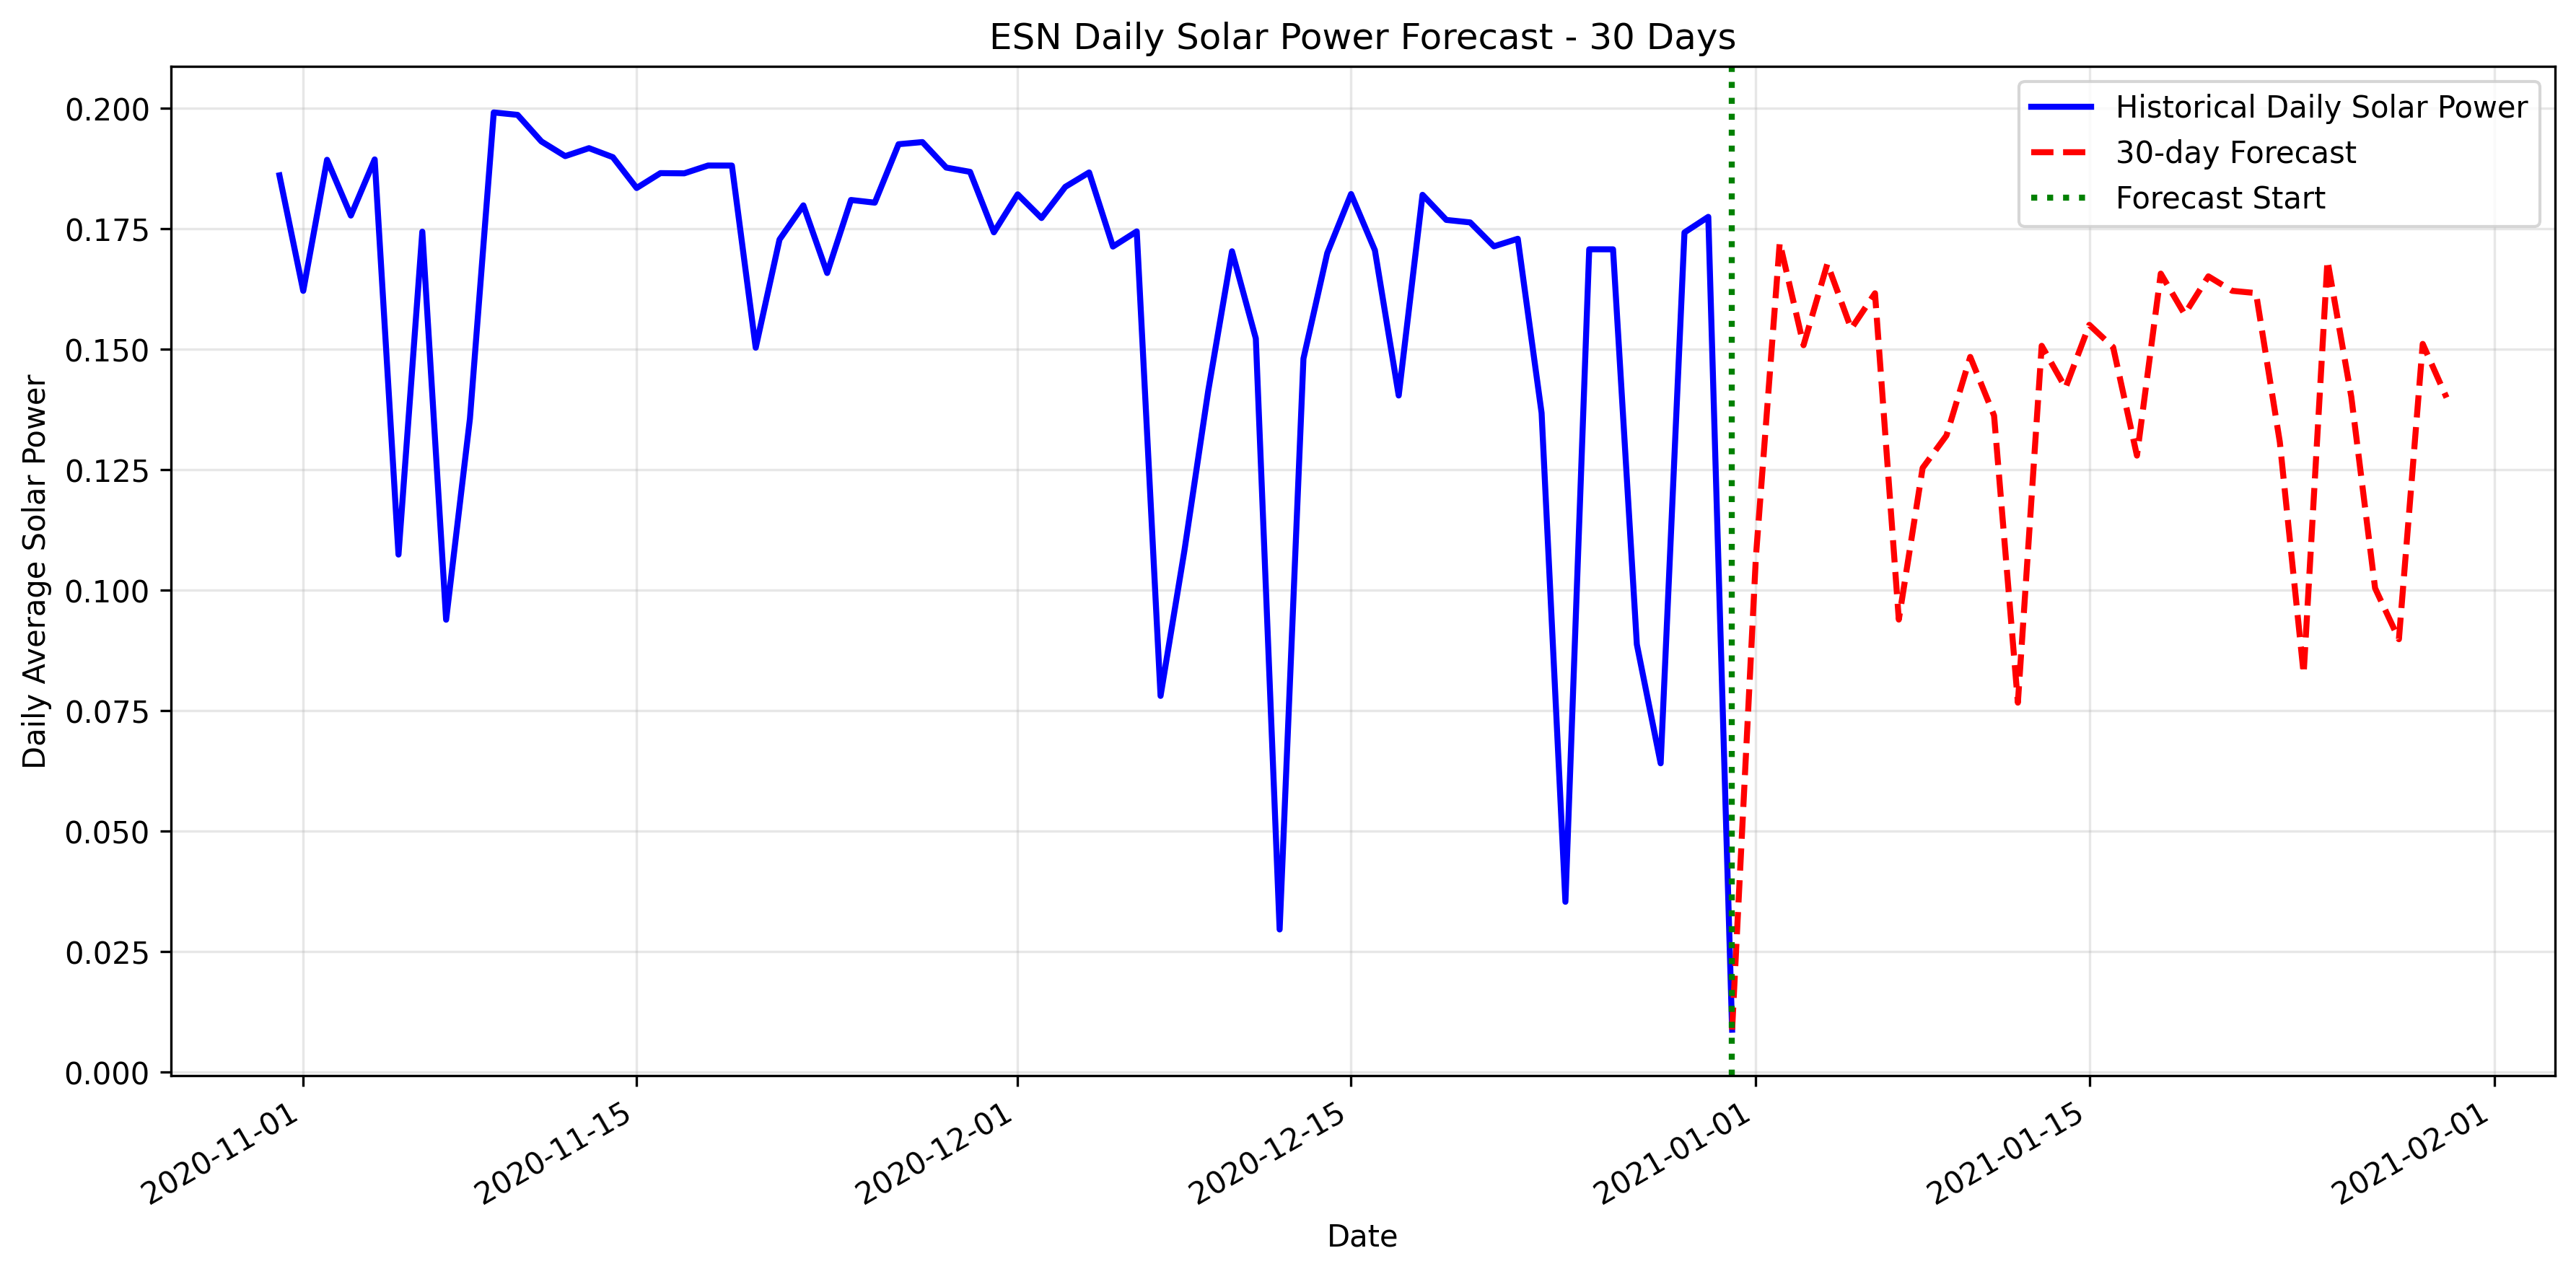 ESN Daily Solar Power Forecast - 30 Days
Historical Daily Solar Power
30-day Forecast
Forecast Start
Daily Average Solar Power
0.200
0.175
0.150
0.125
0.100
0.075
0.050
0.025
0.000
2020-11-01
2020-11-15
2020-12-01
2020-12-15
2021-01-01
2021-01-15
2021-02-01
Date